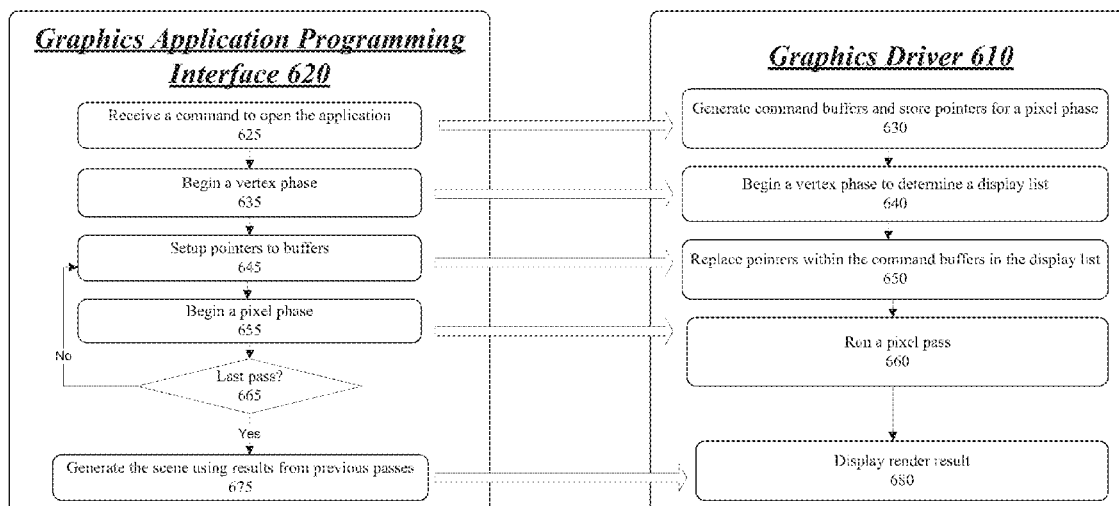 Graphics Application Programming
Interface 620
Receive a command to open the application
625
Begin a vertex phase
635
Setup pointers to buffers
645
Begin a pixel phase
655
No
Last pass?
665
Yes
Generate the scene using results from previous passes
675
Graphics Driver 610
Generate command buffers and store pointers for a pixel phase
630
Begin a vertex phase to determine a display list
640
Replace pointers within the command buffers in the display list
650
Run a pixel pass
660
Display render result
680